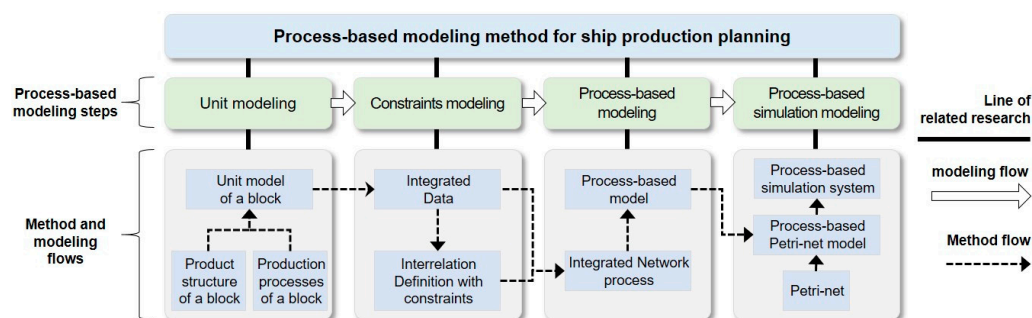 Process-based modeling method for ship production planning
Process-based
modeling steps
Unit modeling
Constraints modeling
Process-based
modeling
Process-based
simulation modeling
Line of
related research
modeling flow
Method flow
Method and
modeling
flows
Unit model
of a block
Product
structure
of a block
Production
processes
of a block
Integrated
Data
Interrelation
Definition with
constraints
Process-based
model
Integrated Network
process
Process-based
simulation system
Process-based
Petri-net model
Petri-net